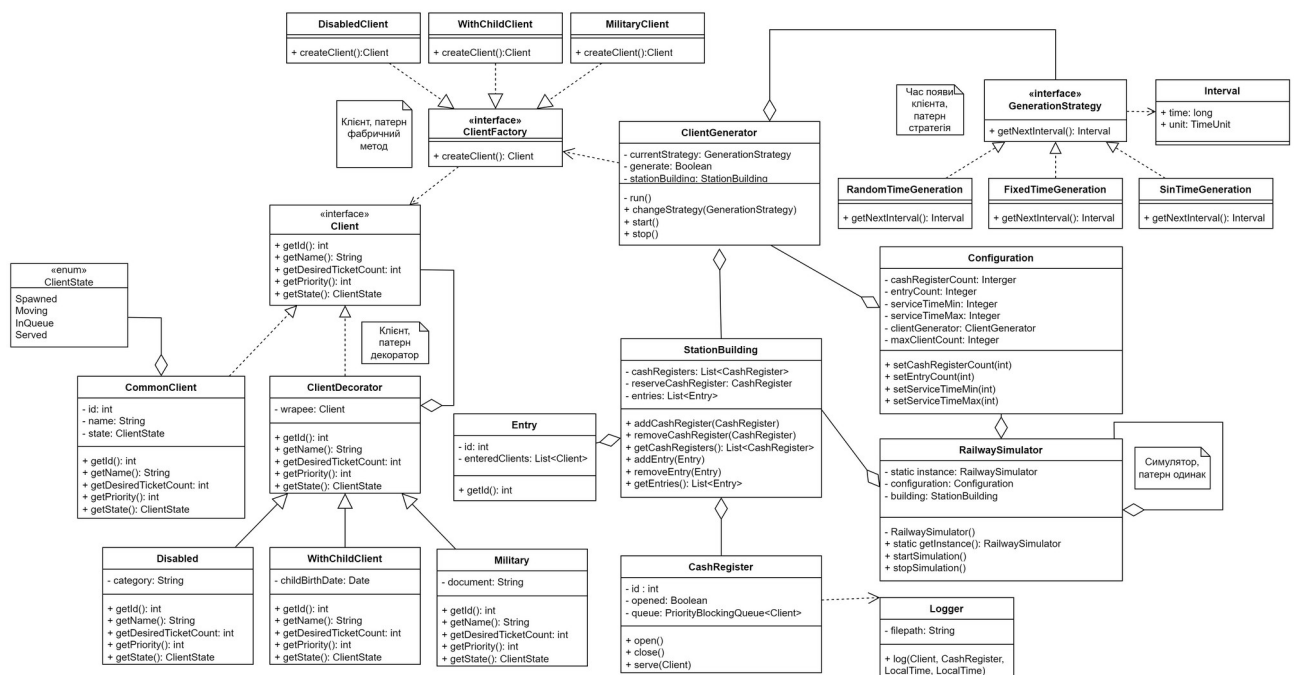 DisabledClient
+ createClient():Client
WithChildClient
+ createClient():Client
MilitaryClient
+ createClient():Client
Клієнт, патерн
фабричний
метод
«interface»
ClientFactory
+ createClient(): Client
ClientGenerator
- currentStrategy: GenerationStrategy
- generate: Boolean
- stationBuilding: StationBuilding
- run()
+ changeStrategy(GenerationStrategy)
+ start()
+ stop()
Час появи
клієнта,
патерн
стратегія
«interface»
GenerationStrategy
+ getNextInterval(): Interval
Interval
+ time: long
+ unit: TimeUnit
RandomTimeGeneration
+ getNextInterval(): Interval
FixedTimeGeneration
+ getNextInterval(): Interval
SinTimeGeneration
+ getNextInterval(): Interval
«interface»
Client
+ getId(): int
+ getName(): String
+ getDesiredTicketCount: int
+ getPriority(): int
+ getState(): ClientState
«enum»
ClientState
Spawned
Moving
InQueue
Served
Клієнт,
патерн
декоратор
Configuration
- cashRegisterCount: Interger
- entryCount: Integer
- serviceTimeMin: Integer
- serviceTimeMax: Integer
- clientGenerator: ClientGenerator
- maxClientCount: Integer
+ setCashRegisterCount(int)
+ setEntryCount(int)
+ setServiceTimeMin(int)
+ setServiceTimeMax(int)
CommonClient
- id: int
- name: String
- state: ClientState
+ getId(): int
+ getName(): String
+ getDesiredTicketCount: int
+ getPriority(): int
+ getState(): ClientState
ClientDecorator
- wrapee: Client
+ getId(): int
+ getName(): String
+ getDesiredTicketCount: int
+ getPriority(): int
+ getState(): ClientState
Entry
- id: int
- enteredClients: List<Client>
+ getId(): int
StationBuilding
- cashRegisters: List<CashRegister>
- reserveCashRegister: CashRegister
- entries: List<Entry>
+ addCashRegister(CashRegister)
+ removeCashRegister(CashRegister)
+ getCashRegisters(): List<CashRegister>
+ addEntry(Entry)
+ removeEntry(Entry)
+ getEntries(): List<Entry>
RailwaySimulator
- static instance: RailwaySimulator
- configuration: Configuration
- building: StationBuilding
- RailwaySimulator()
+ static getInstance(): RailwaySimulator
+ startSimulation()
+ stopSimulation()
Симулятор,
патерн одинак
Disabled
- category: String
+ getId(): int
+ getName(): String
+ getDesiredTicketCount: int
+ getPriority(): int
+ getState(): ClientState
WithChildClient
- childBirthDate: Date
+ getId(): int
+ getName(): String
+ getDesiredTicketCount: int
+ getPriority(): int
+ getState(): ClientState
Military
- document: String
+ getId(): int
+ getName(): String
+ getDesiredTicketCount: int
+ getPriority(): int
+ getState(): ClientState
CashRegister
- id : int
- opened: Boolean
- queue: PriorityBlockingQueue<Client>
+ open()
+ close()
+ serve(Client)
Logger
- filepath: String
+ log(Client, CashRegister,
LocalTime, LocalTime)